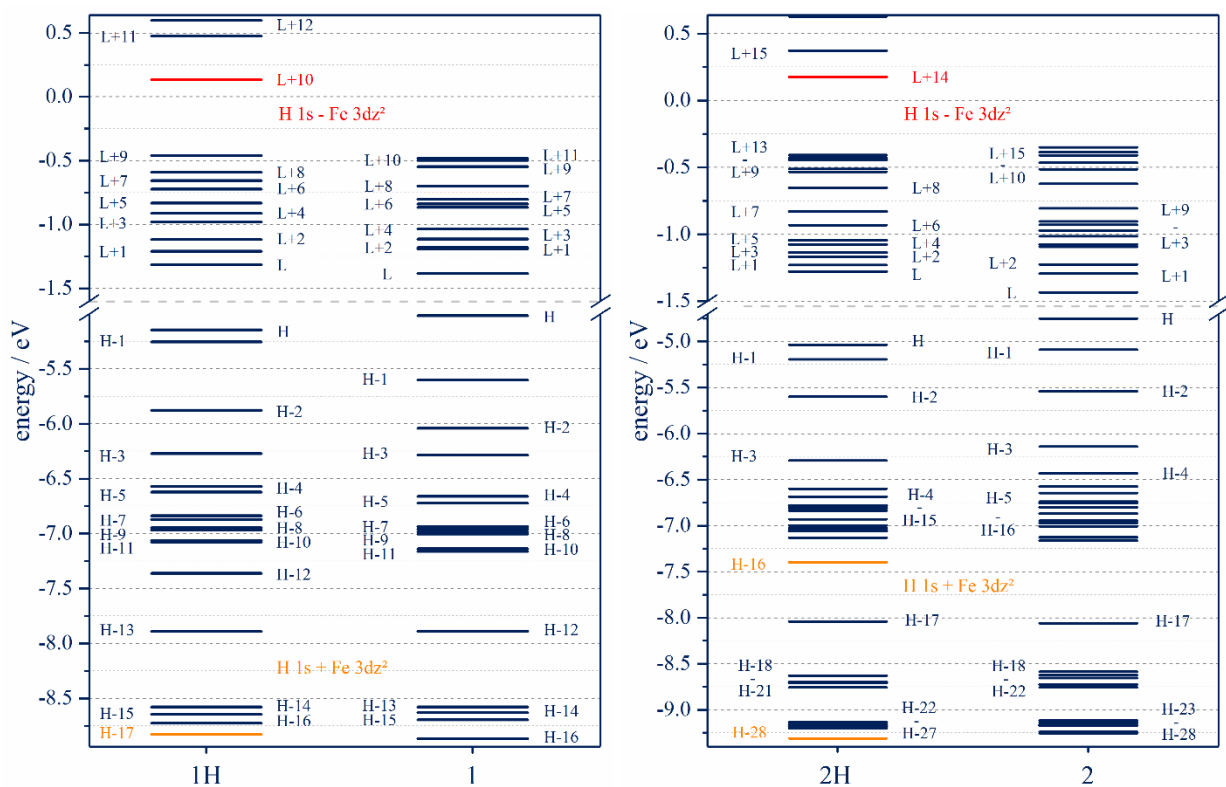 0.5
L+11
L+12
L+10
0.0
H 1s - Fe 3dz²
L+9
-0.5
L+8
L+7
L+6
L+5
L+4
L+3
-1.0
L+2
L+1
L
-1.5
L+10
L+11
L+9
L+8
L+7
L+6
L+5
L+4
L+3
L+2
L+1
L
energy / eV
H
H-1
-5.5
H-2
-6.0
H-3
-6.5
H-4
H-5
H-6
H-7
-7.0
H-8
H-9
H-10
H-11
H-12
-7.5
H-13
-8.0
H 1s + Fe 3dz²
-8.5
H-14
H-15
H-16
H-17
H
H-1
H-2
H-3
H-4
H-5
H-6
H-7
H-8
H-9
H-10
H-11
H-12
H-13
H-14
H-15
H-16
1H
1
0.5
L+15
L+14
0.0
H 1s - Fe 3dz²
L+13
-
L+9
-0.5
L+8
L+7
L+6
-1.0
L+5
L+4
L+3
L+2
L+1
L
-1.5
L+15
-
L+10
L+9
-
L+3
L+2
L+1
L
energy / eV
H
-5.0
H-1
-5.5
H-2
-6.0
H-3
-6.5
H-4
-
H-15
-7.0
H-16
-7.5
H 1s + Fe 3dz²
-8.0
H-17
-8.5
H-18
-
H-21
-9.0
H-22
-
H-27
H-28
H
H-1
H-2
H-3
H-4
H-5
-
H-16
H-17
H-18
-
H-22
H-23
-
H-28
2H
2